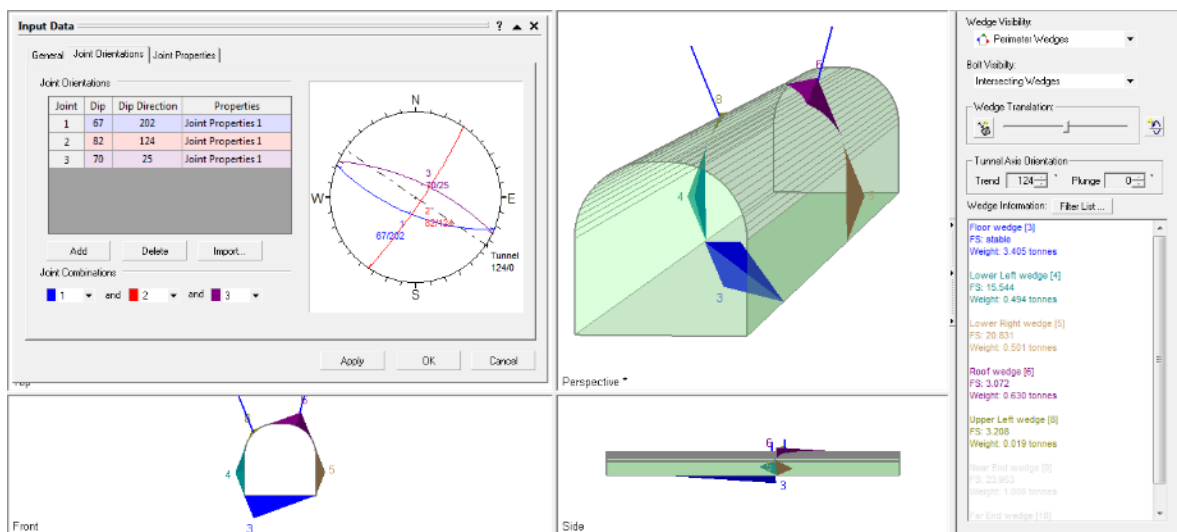 Input Data
? ▲ ✕
General Joint Orientations Joint Properties
Joint Orientations
Joint Dip Dip Direction Properties
1 67 202 Joint Properties 1
2 82 124 Joint Properties 1
3 70 25 Joint Properties 1
Add Delete Import...
Joint Combinations
1 and 2 and 3
N
W
E
S
3
70/25
2
82/124
1
67/202
Tunnel
124/0
Apply OK Cancel
6
8
4
5
3
Perspective *
6
4
5
3
Front
6
3
Side
Wedge Visibility:
Perimeter Wedges
Bolt Visibility:
Intersecting Wedges
Wedge Translation:
Tunnel Axis Orientation
Trend 124 ° Plunge 0 °
Wedge Information: Filter List ...
Floor wedge [3]
FS: stable
Weight: 3.405 tonnes
Lower Left wedge [4]
FS: 15.544
Weight: 0.494 tonnes
Lower Right wedge [5]
FS: 20.831
Weight: 0.501 tonnes
Roof wedge [6]
FS: 3.072
Weight: 0.630 tonnes
Upper Left wedge [8]
FS: 3.208
Weight: 0.019 tonnes
Near End wedge [9]
FS: 23.953
Far End wedge [10]